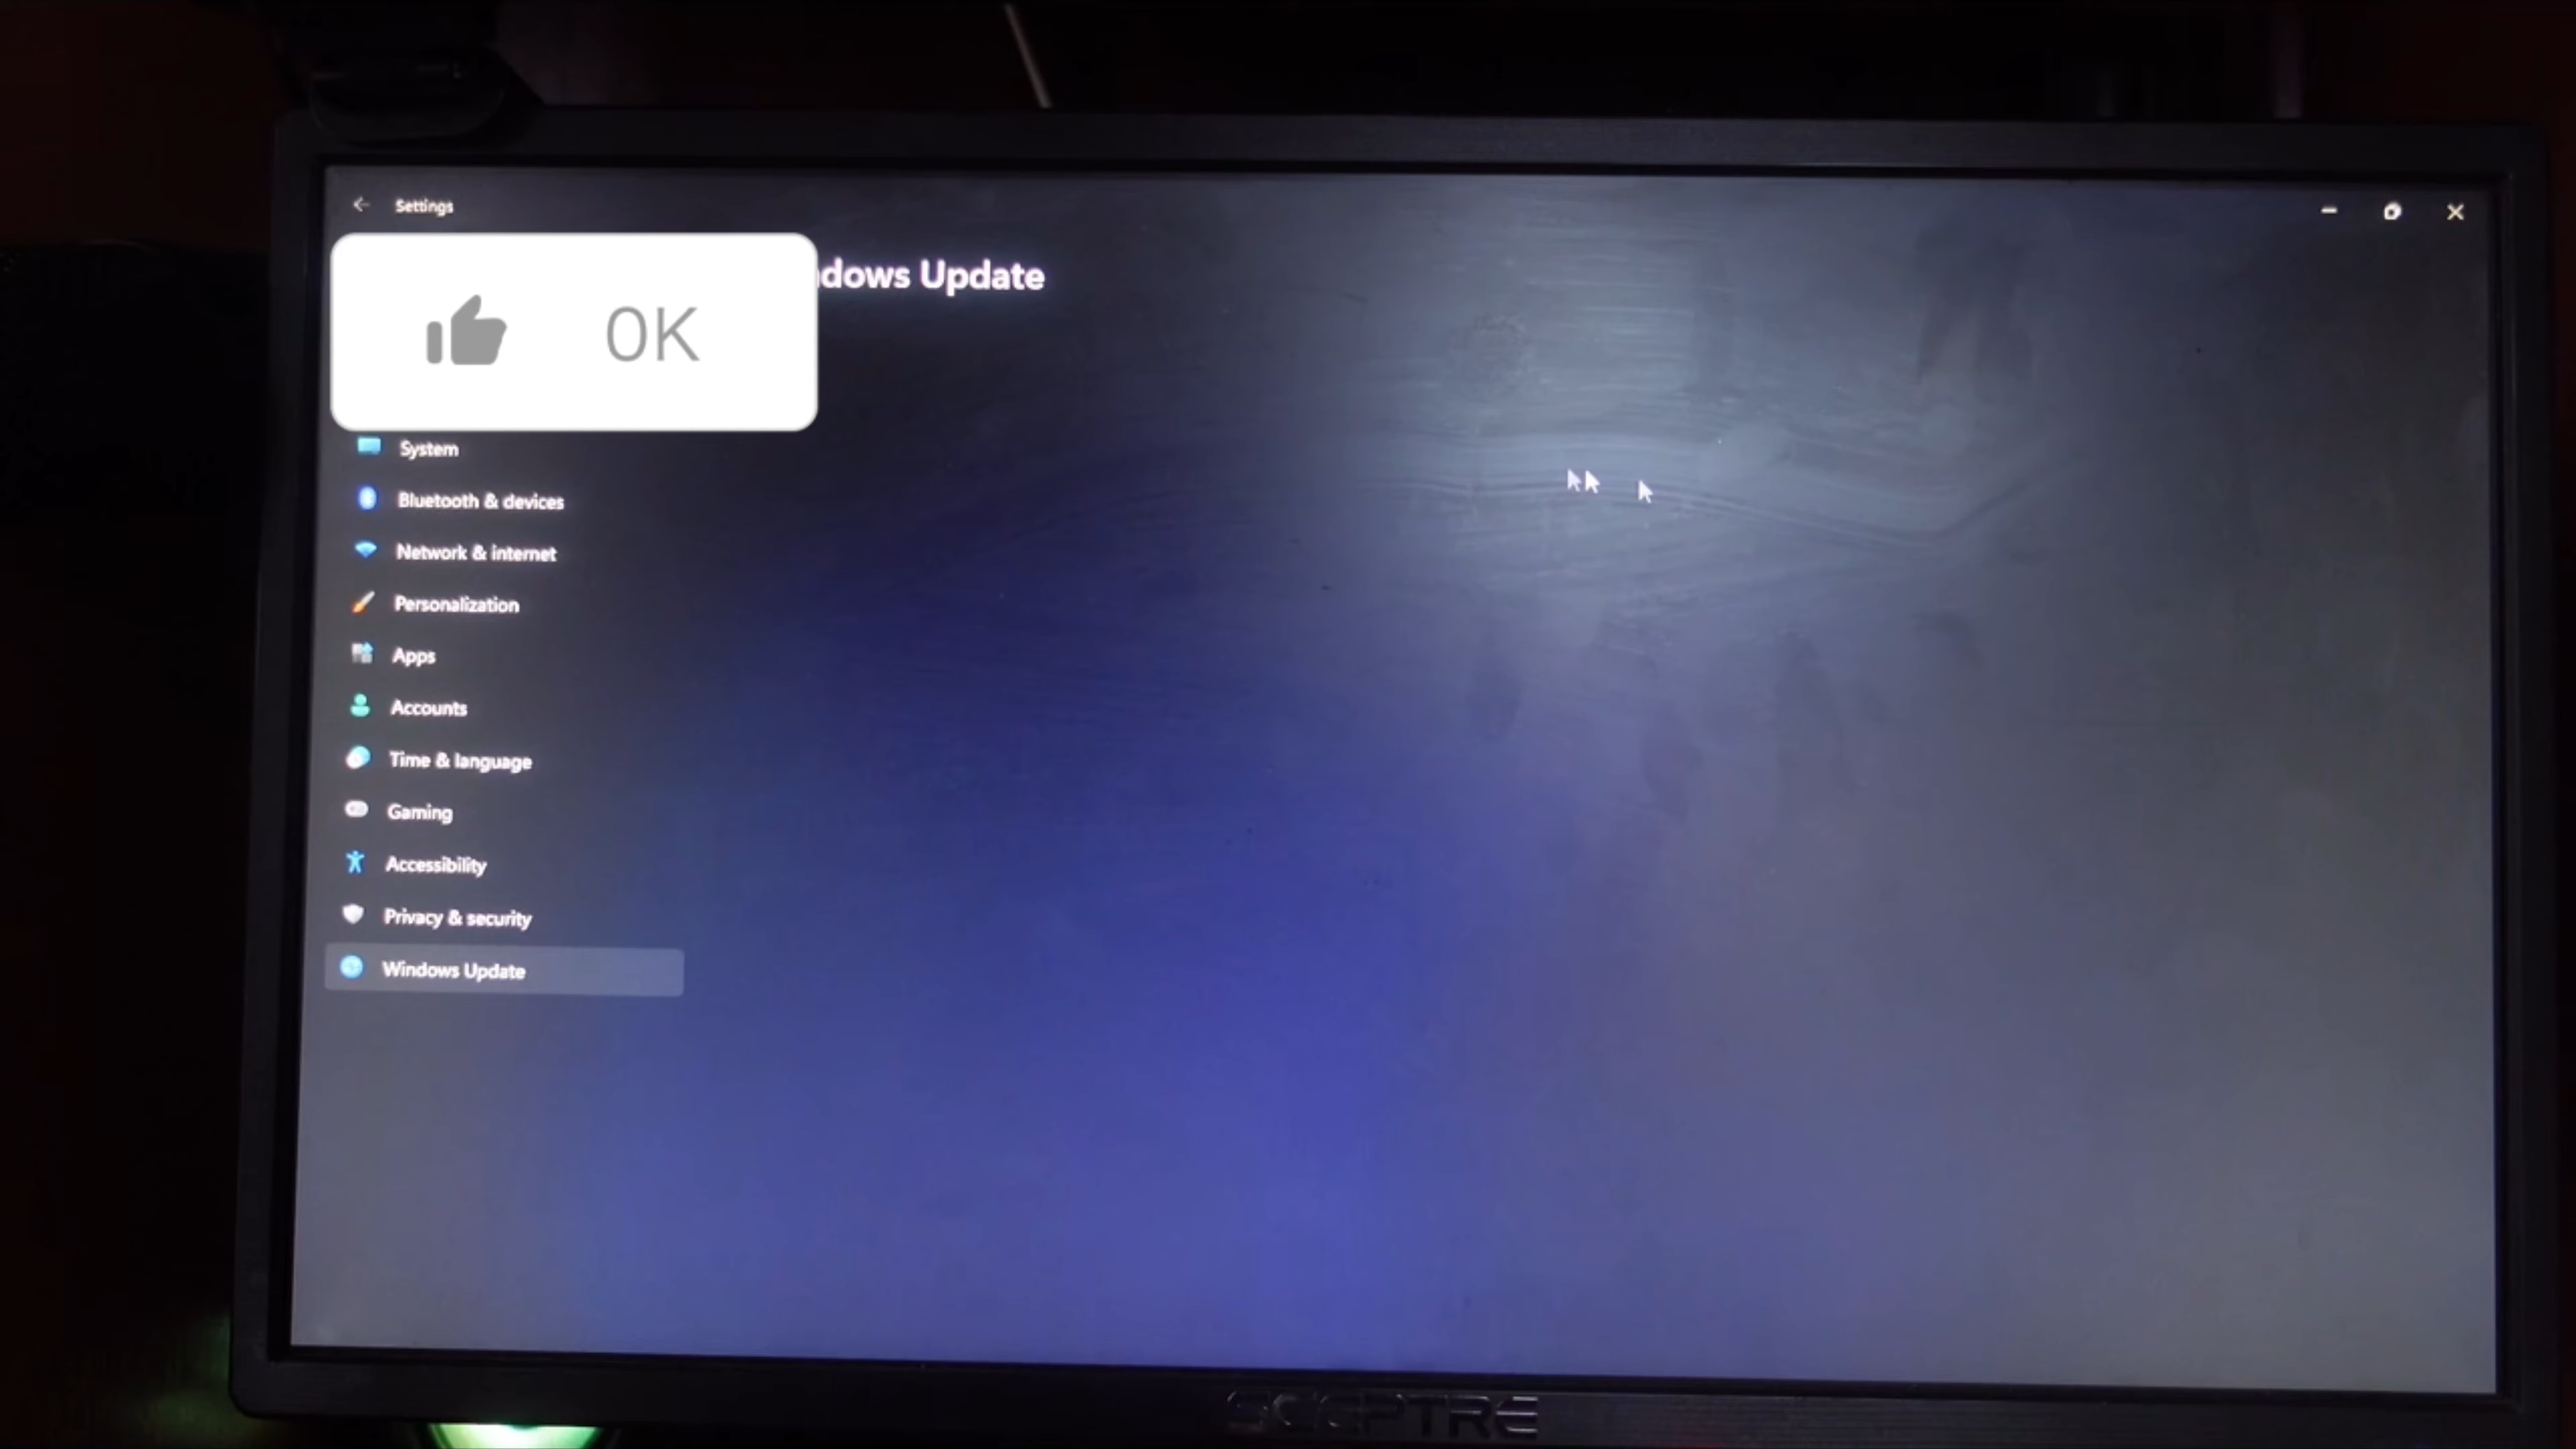 Settings
dows Update
0K
System
Bluetooth & devices
Network & internet
Personalization
Apps
Accounts
Time & language
Gaming
Accessibility
Privacy & security
Windows Update
SCEPTRE